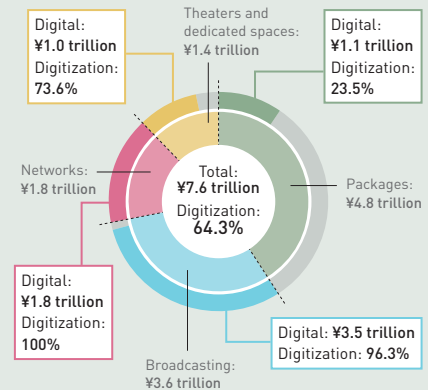 Digital:
¥1.0 trillion
Digitization:
73.6%
Theaters and
dedicated spaces:
¥1.4 trillion
Digital:
¥1.1 trillion
Digitization:
23.5%
Networks:
¥1.8 trillion
Total:
¥7.6 trillion
Digitization:
64.3%
Packages:
¥4.8 trillion
Digital:
¥1.8 trillion
Digitization:
100%
Broadcasting:
¥3.6 trillion
Digital: ¥3.5 trillion
Digitization: 96.3%